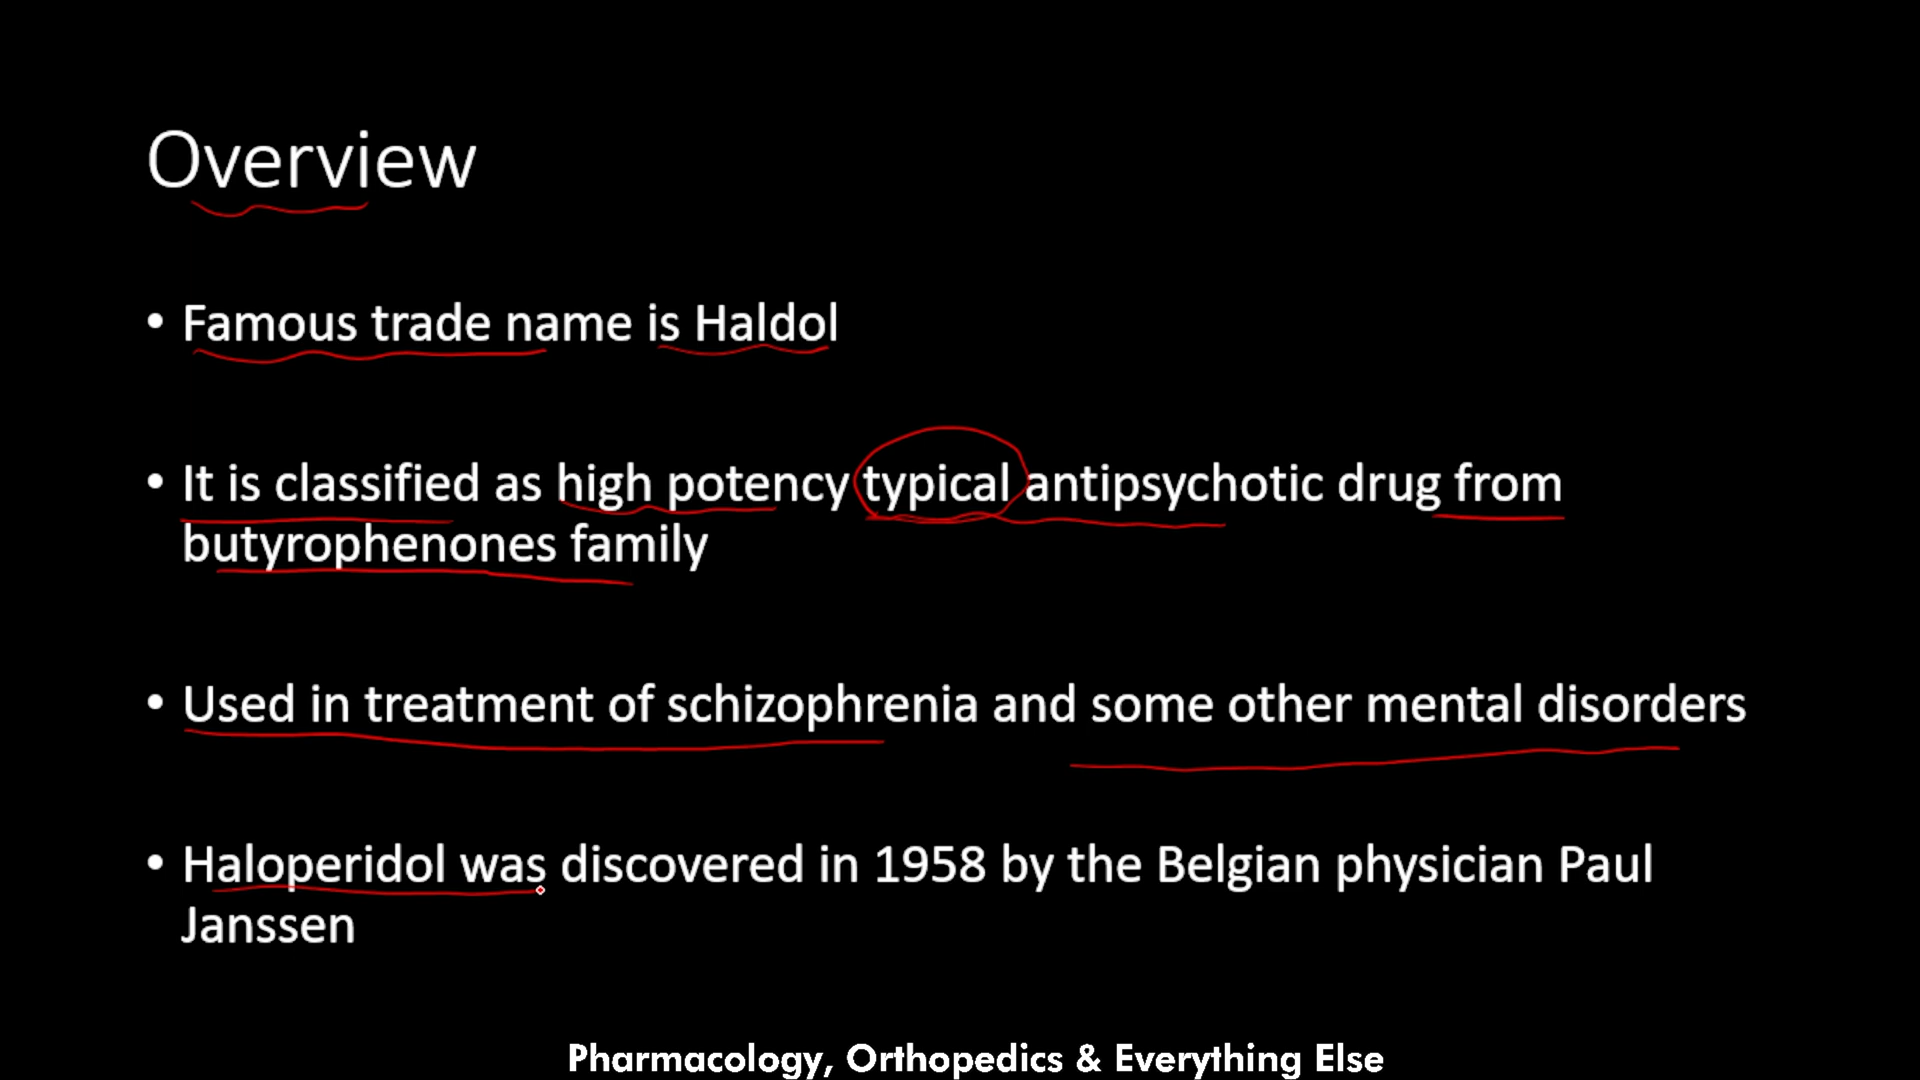 Overview
• Famous trade name is Haldol
• It is classified as high potency typical antipsychotic drug from
butyrophenones family
• Used in treatment of schizophrenia and some other mental disorders
• Haloperidol was discovered in 1958 by the Belgian physician Paul
Janssen
Pharmacology, Orthopedics & Everything Else